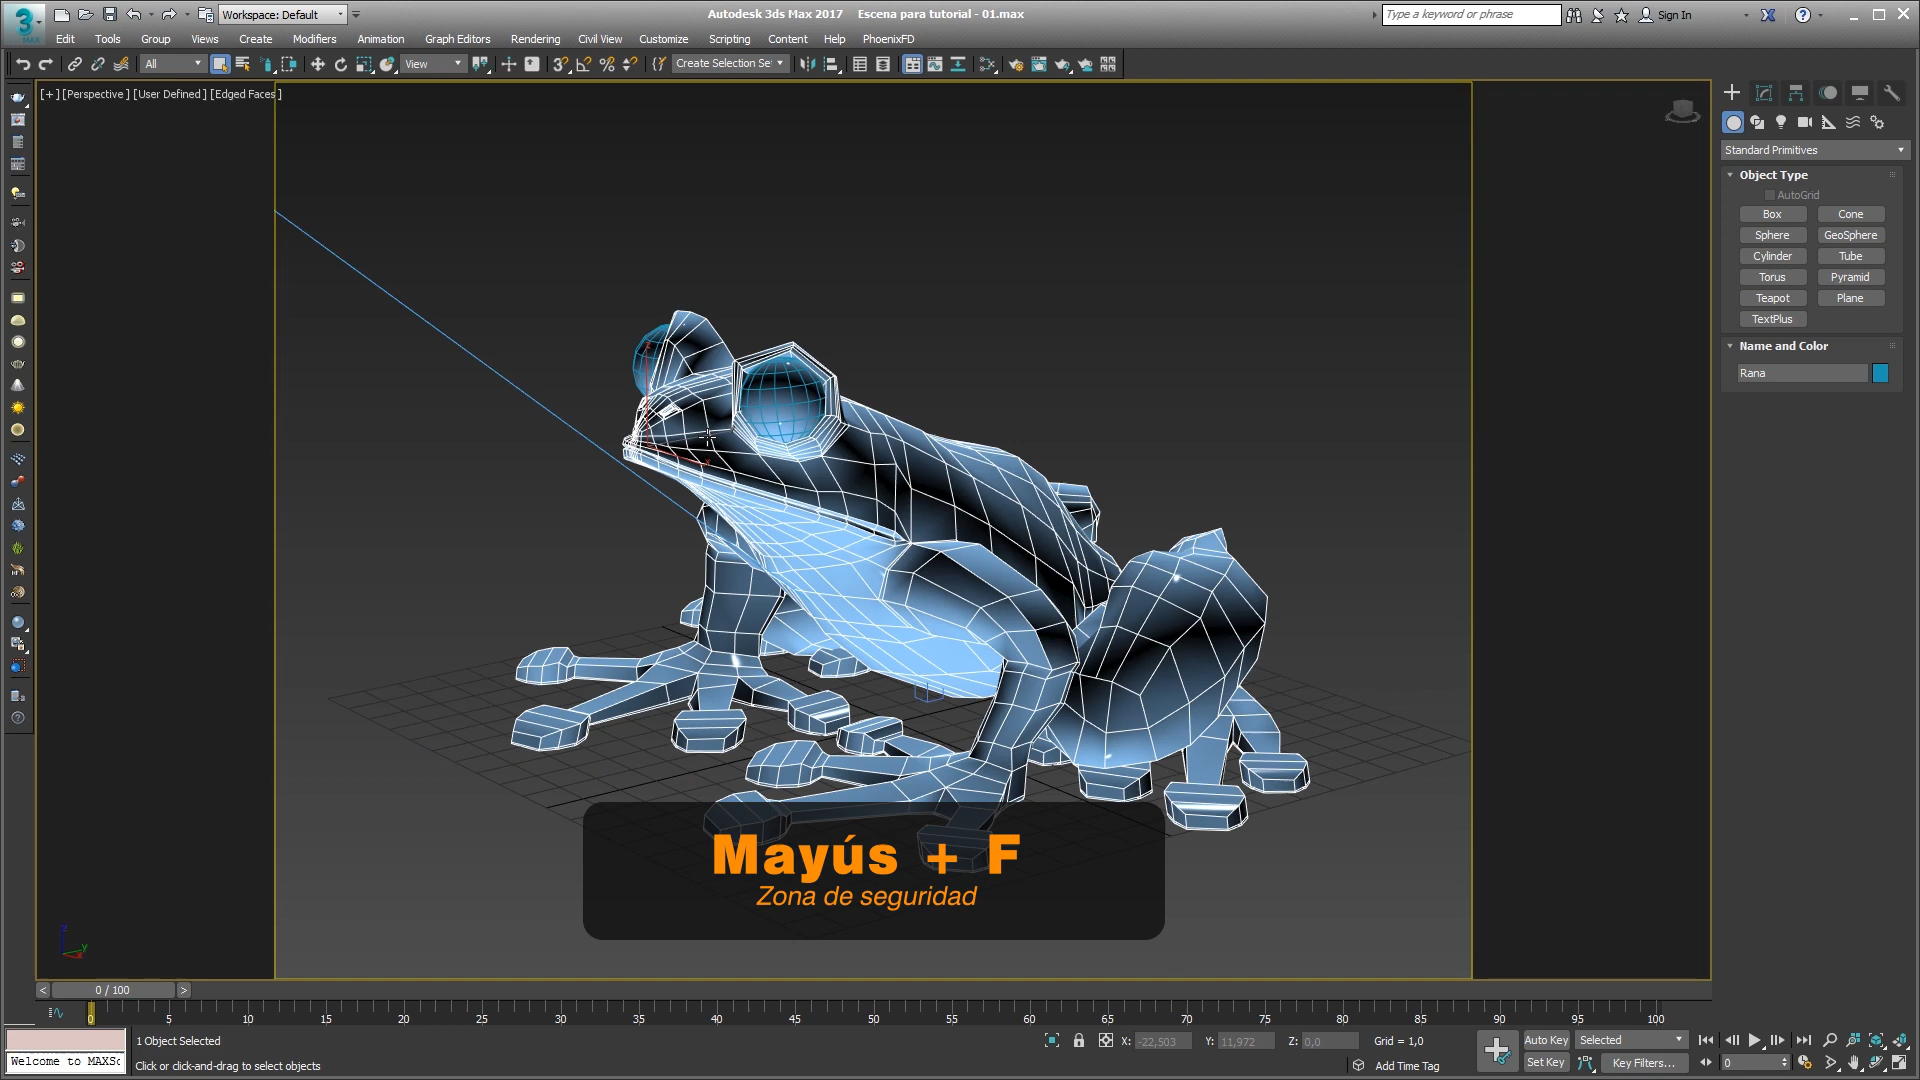 3
MAX
Workspace: Default
Autodesk 3ds Max 2017    Escena para tutorial - 01.max
Type a keyword or phrase
Sign In
Edit  Tools  Group  Views  Create  Modifiers  Animation  Graph Editors  Rendering  Civil View  Customize  Scripting  Content  Help  PhoenixFD
All
View
Create Selection Se
[+] [Perspective ] [User Defined ] [Edged Faces ]
Standard Primitives
Object Type
AutoGrid
Box  Cone
Sphere  GeoSphere
Cylinder  Tube
Torus  Pyramid
Teapot  Plane
TextPlus
Name and Color
Rana
x
Mayús + F
Zona de seguridad
z
y
x
< 0 / 100 >
0 5 10 15 20 25 30 35 40 45 50 55 60 65 70 75 80 85 90 95 100
1 Object Selected
X: -22,503  Y: 11,972  Z: 0,0  Grid = 1,0
Auto Key  Selected
Welcome to MAXSc
Click or click-and-drag to select objects
Add Time Tag
Set Key  Key Filters...  0